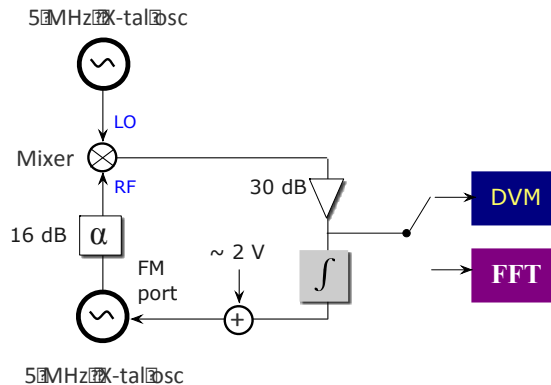 5 MHz X-tal osc
LO
Mixer
RF
30 dB
DVM
16 dB
α
~ 2 V
∫
FFT
FM
port
+
5 MHz X-tal osc